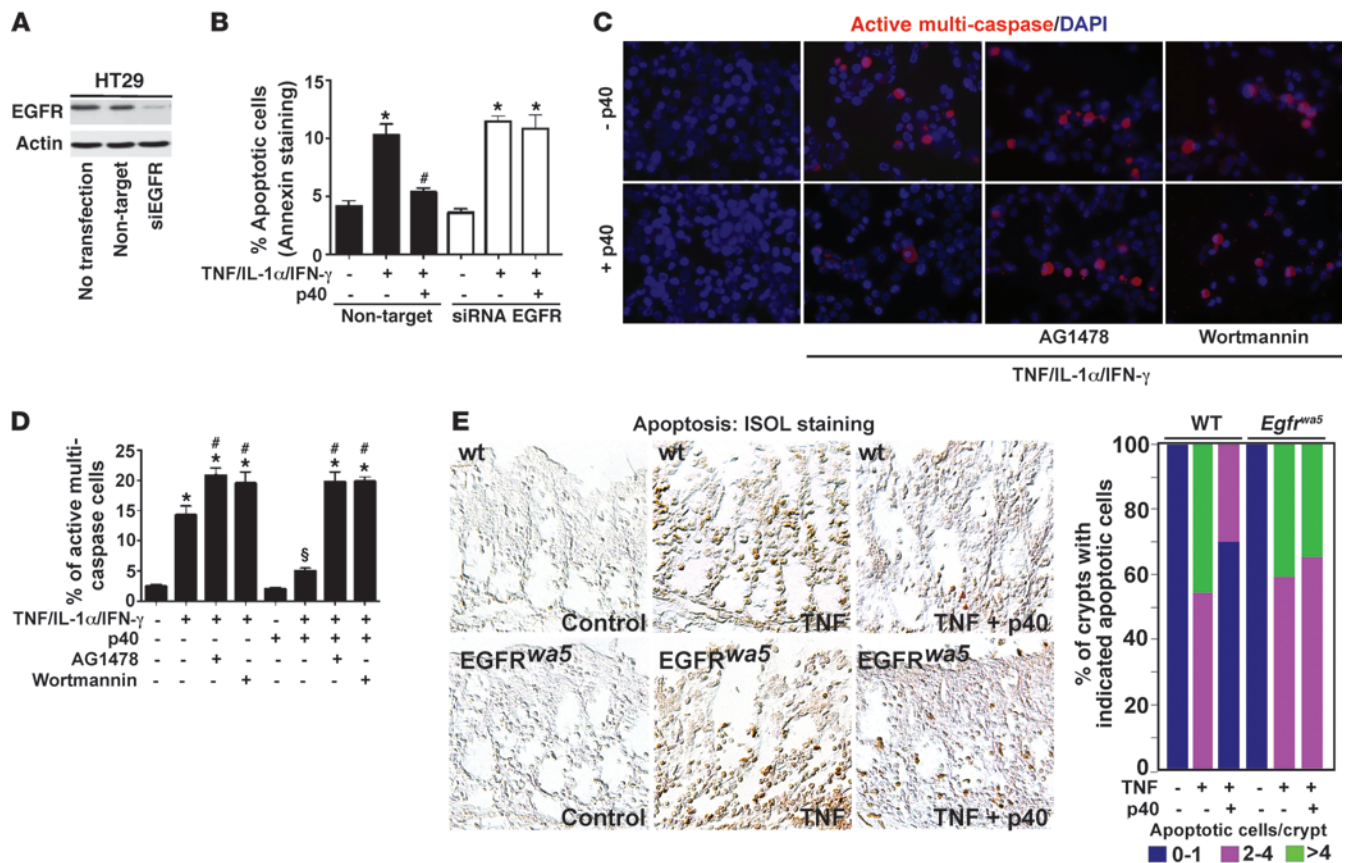 A
HT29
EGFR
Actin
No transfection
Non-target
siEGFR
B
% Apoptotic cells
(Annexin staining)
15
10
5
0
* # * *
TNF/IL-1α/IFN-γ - + + - + +
p40 - - + - - +
Non-target siRNA EGFR
C
Active multi-caspase/DAPI
- p40
+ p40
AG1478 Wortmannin
TNF/IL-1α/IFN-γ
D
% of active multi-
caspase cells
25
20
15
10
5
0
# # # #
* * * § * *
TNF/IL-1α/IFN-γ - + + + - + + +
p40 - - - - + + + +
AG1478 - - + - - - + -
Wortmannin - - - + - - - +
E
Apoptosis: ISOL staining
wt wt wt
Control TNF TNF + p40
EGFRwa5 EGFRwa5 EGFRwa5
Control TNF TNF + p40
WT Egfrwa5
% of crypts with
indicated apoptotic cells
100
80
60
40
20
0
TNF - + + - + +
p40 - - + - - +
Apoptotic cells/crypt
0-1 2-4 >4